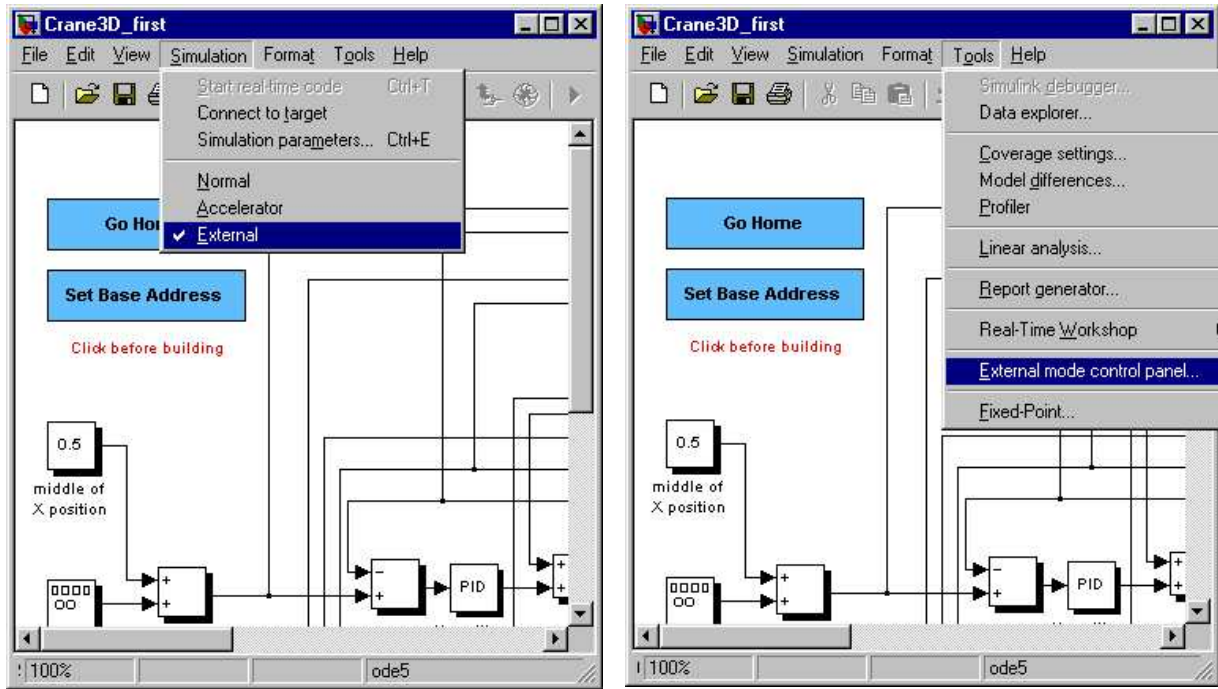 Crane3D_first
File Edit View Simulation Format Tools Help
Start real-time code Ctrl+T
Connect to target
Simulation parameters... Ctrl+E
Normal
Accelerator
External
Go Ho
Set Base Address
Click before building
0.5
middle of
X position
+
+
-
+
PID
+
+
100% ode5
Crane3D_first
File Edit View Simulation Format Tools Help
Simulink debugger...
Data explorer...
Coverage settings...
Model differences...
Profiler
Linear analysis...
Report generator...
Real-Time Workshop
External mode control panel...
Fixed-Point...
Go Home
Set Base Address
Click before building
0.5
middle of
X position
+
+
-
+
PID
+
+
100% ode5